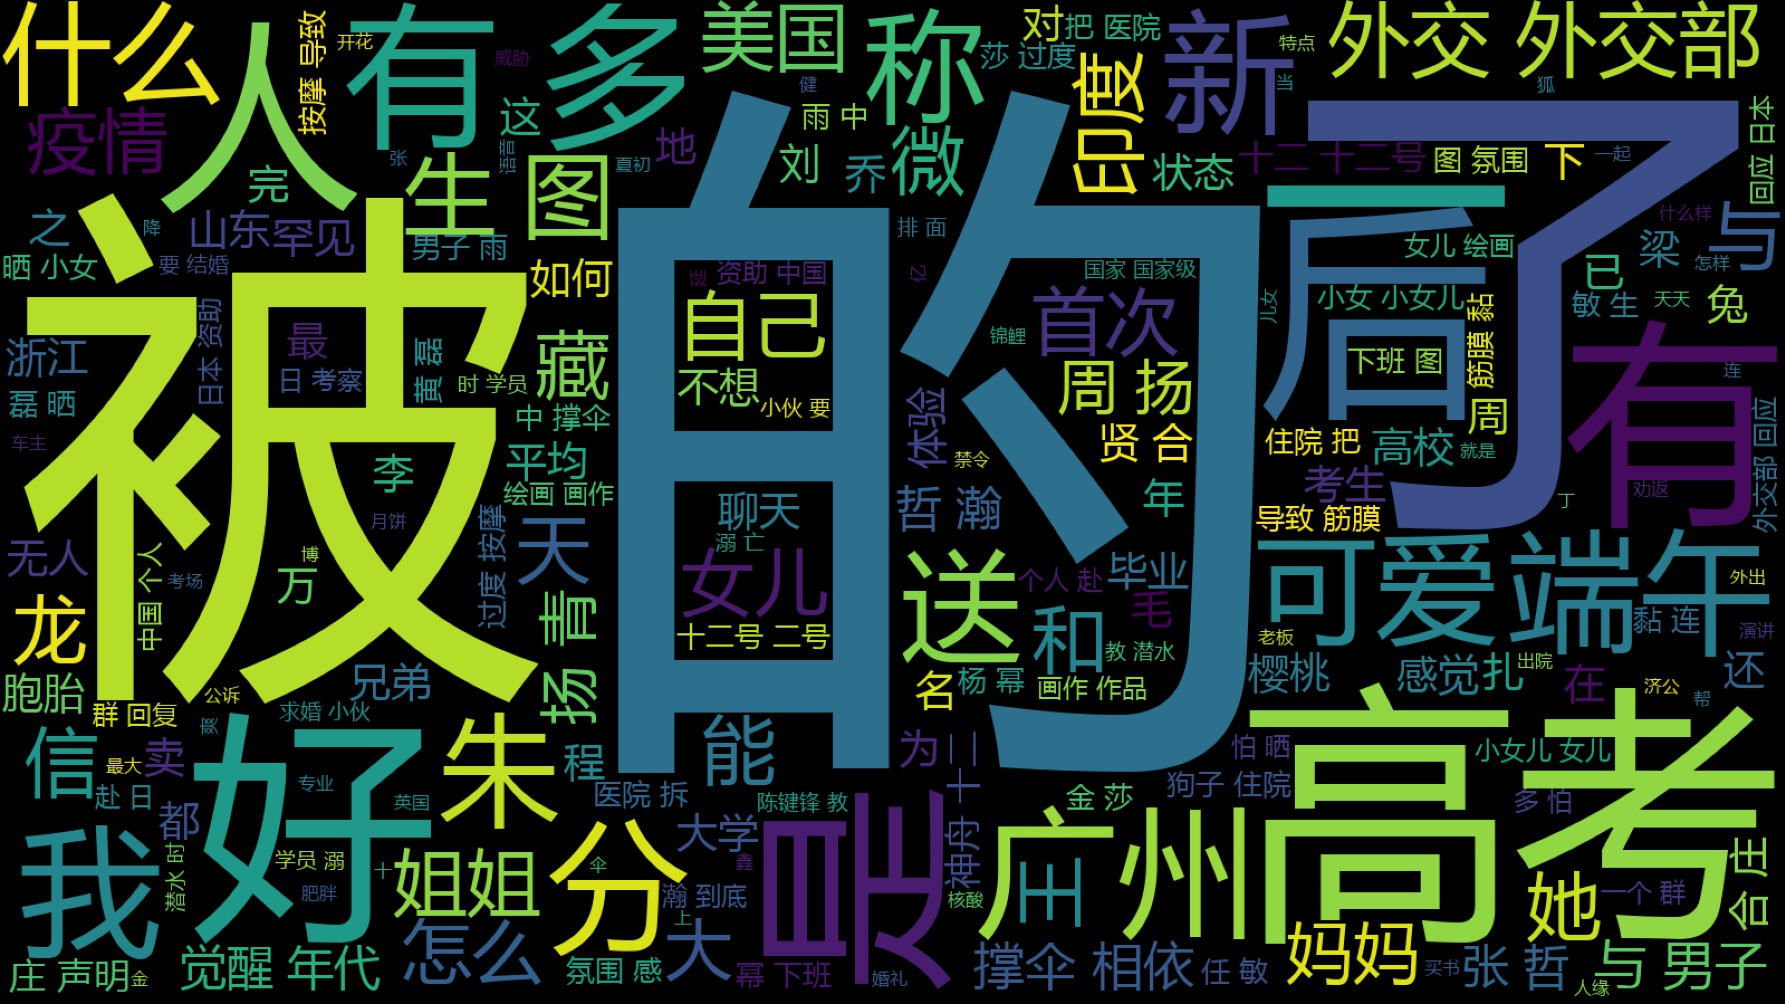 什么
人
有
多
美国
称
对
把 医院
莎 过度
新
外交
外交部
疫情
按摩 导致
开花
威胁
健
特点
当
狐
印度
回应 日本
完
张
生
语音
这
图
夏初
地
雨 中
刘
乔
微
状态
十二 十二号
图 氛围
下
一起
的
了
之
降
山东
罕见
男子 雨
排 面
女儿 绘画
什么样
与
晒 小女
要 结婚
如何
资助 中国
亿
国家 国家级
后
梁
怎样
已
被
日本 资助
最
自己
首次
小女 小女儿
儿女
敏 生
天天
兔
浙江
日 考察
黄 磊
时 学员
藏
锦鲤
筋膜 黏
下班 图
有
连
磊 晒
不想
小伙 要
周 扬
周
中 撑伞
体验
车主
李
平均
禁令
贤 合
住院 把
高校
就是
外交部 回应
绘画 画作
考生
劝返
月饼
过度 按摩
天
聊天
溺 亡
哲 瀚
年
导致 筋膜
丁
无人
中国 个人
考场
博
万
女儿
送
个人 赴
毕业
毛
可爱
端午
外出
龙
扬 青
十二号 二号
和
教 潜水
老板
黏 连
演讲
胞胎
公诉
兄弟
名
杨 幂
画作 作品
樱桃
感觉
扎
出院
在
济公
还
群 回复
求婚 小伙
帮
信
最大
卖
好
朱
程
能
为
神舟 十二
怕 晒
高考
小女儿 女儿
赴 日
专业
英国
医院 拆
狗子 住院
多 怕
都
陈键锋 教
金 莎
我
潜水 时
学员 溺
肥胖
十
姐姐
分
伞
大学
鑫
是
广州
合 庄
瀚 到底
上
核酸
王
她
一个 群
庄 声明
金
觉醒 年代
怎么
氛围 感
大
幂 下班
婚礼
撑伞
相依
任 敏
妈妈
买书
张 哲
与 男子
人缘